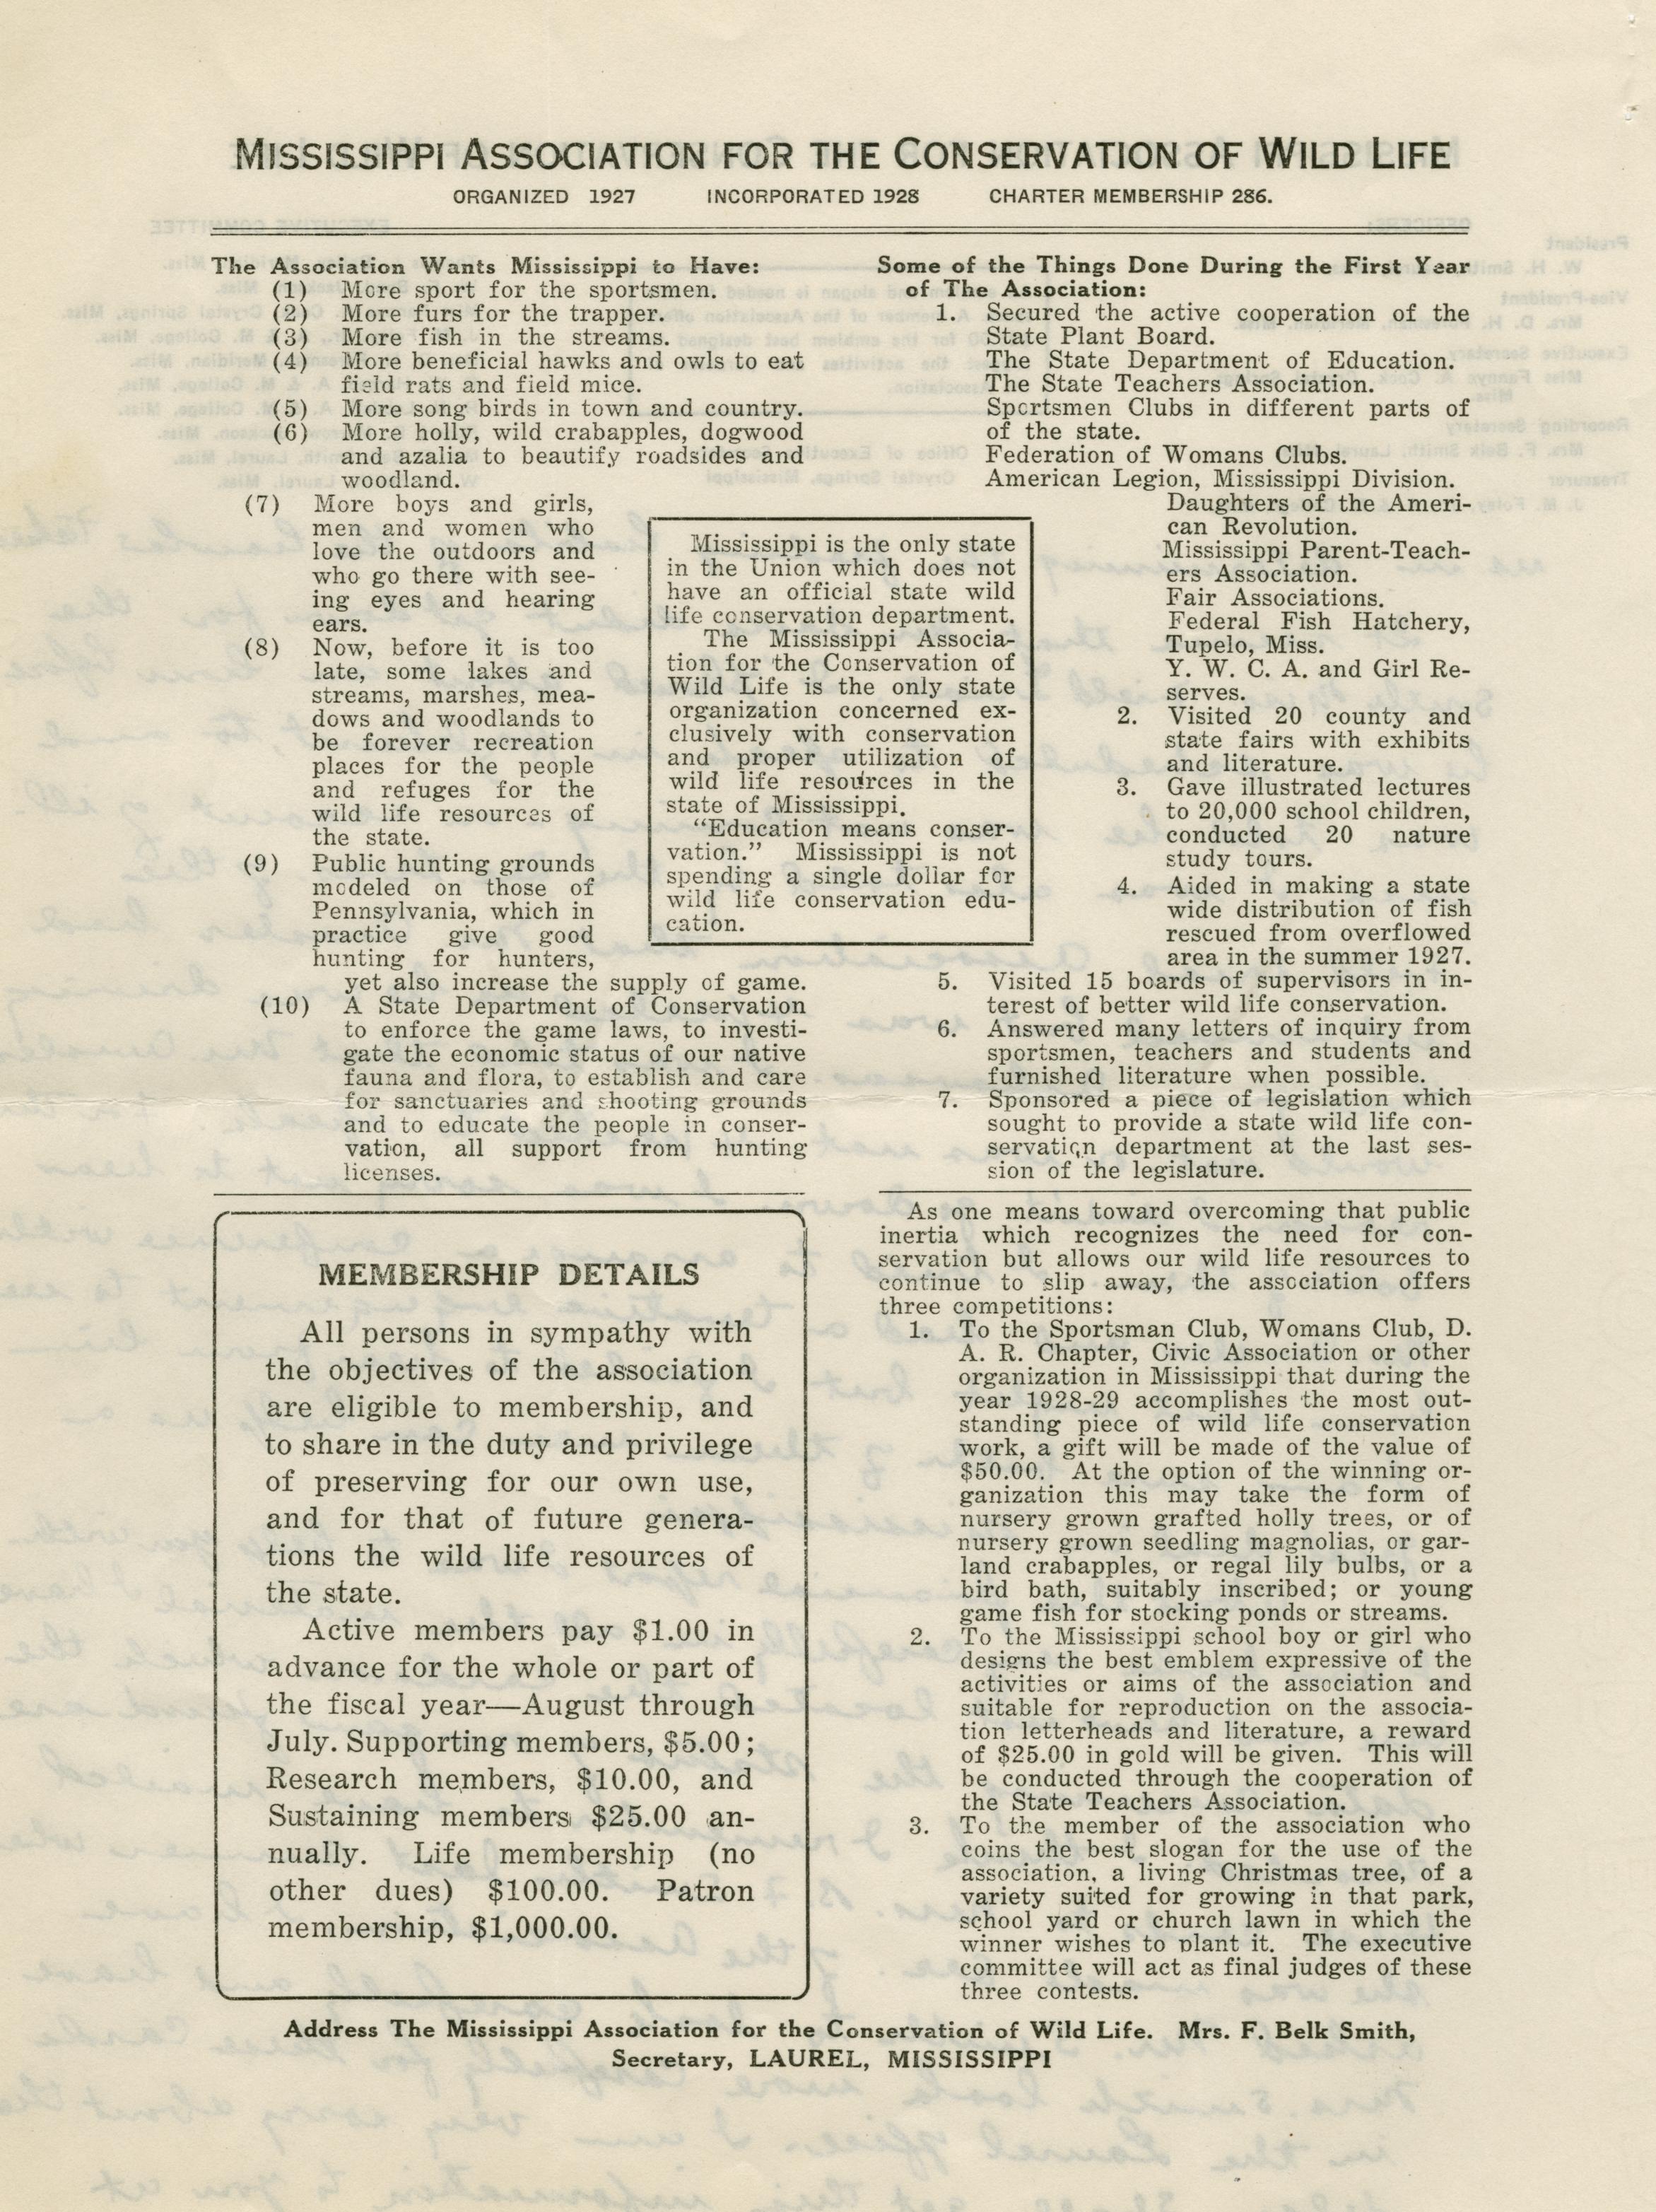 MISSISSIPPI ASSOCIATION FOR THE CONSERVATION OF WILD LIFE
ORGANIZED 1927 INCORPORATED 1928 CHARTER MEMBERSHIP 286.
The Association Wants Mississippi to Have:
(1) More sport for the sportsmen.
(2) More furs for the trapper.
(3) More fish in the streams.
(4) More beneficial hawks and owls to eat
field rats and field mice.
(5) More song birds in town and country.
(6) More holly, wild crabapples, dogwood
and azalia to beautify roadsides and
woodland.
(7) More boys and girls,
men and women who
love the outdoors and
who go there with see-
ing eyes and hearing
ears.
(8) Now, before it is too
late, some lakes and
streams, marshes, mea-
dows and woodlands to
be forever recreation
places for the people
and refuges for the
wild life resources of
the state.
(9) Public hunting grounds
modeled on those of
Pennsylvania, which in
practice give good
hunting for hunters,
yet also increase the supply of game.
(10) A State Department of Conservation
to enforce the game laws, to investi-
gate the economic status of our native
fauna and flora, to establish and care
for sanctuaries and shooting grounds
and to educate the people in conser-
vation, all support from hunting
licenses.
Mississippi is the only state
in the Union which does not
have an official state wild
life conservation department.
The Mississippi Associa-
tion for the Conservation of
Wild Life is the only state
organization concerned ex-
clusively with conservation
and proper utilization of
wild life resources in the
state of Mississippi.
"Education means conser-
vation." Mississippi is not
spending a single dollar for
wild life conservation edu-
cation.
Some of the Things Done During the First Year
of The Association:
1. Secured the active cooperation of the
State Plant Board.
The State Department of Education.
The State Teachers Association.
Sportsmen Clubs in different parts of
of the state.
Federation of Womans Clubs.
American Legion, Mississippi Division.
Daughters of the Ameri-
can Revolution.
Mississippi Parent-Teach-
ers Association.
Fair Associations.
Federal Fish Hatchery,
Tupelo, Miss.
Y. W. C. A. and Girl Re-
serves.
2. Visited 20 county and
state fairs with exhibits
and literature.
3. Gave illustrated lectures
to 20,000 school children,
conducted 20 nature
study tours.
4. Aided in making a state
wide distribution of fish
rescued from overflowed
area in the summer 1927.
5. Visited 15 boards of supervisors in in-
terest of better wild life conservation.
6. Answered many letters of inquiry from
sportsmen, teachers and students and
furnished literature when possible.
7. Sponsored a piece of legislation which
sought to provide a state wild life con-
servation department at the last ses-
sion of the legislature.
MEMBERSHIP DETAILS
All persons in sympathy with
the objectives of the association
are eligible to membership, and
to share in the duty and privilege
of preserving for our own use,
and for that of future genera-
tions the wild life resources of
the state.
Active members pay $1.00 in
advance for the whole or part of
the fiscal year—August through
July. Supporting members, $5.00;
Research members, $10.00, and
Sustaining members $25.00 an-
nually. Life membership (no
other dues) $100.00. Patron
membership, $1,000.00.
As one means toward overcoming that public
inertia which recognizes the need for con-
servation but allows our wild life resources to
continue to slip away, the association offers
three competitions:
1. To the Sportsman Club, Womans Club, D.
A. R. Chapter, Civic Association or other
organization in Mississippi that during the
year 1928-29 accomplishes the most out-
standing piece of wild life conservation
work, a gift will be made of the value of
$50.00. At the option of the winning or-
ganization this may take the form of
nursery grown grafted holly trees, or of
nursery grown seedling magnolias, or gar-
land crabapples, or regal lily bulbs, or a
bird bath, suitably inscribed; or young
game fish for stocking ponds or streams.
2. To the Mississippi school boy or girl who
designs the best emblem expressive of the
activities or aims of the association and
suitable for reproduction on the associa-
tion letterheads and literature, a reward
of $25.00 in gold will be given. This will
be conducted through the cooperation of
the State Teachers Association.
3. To the member of the association who
coins the best slogan for the use of the
association, a living Christmas tree, of a
variety suited for growing in that park,
school yard or church lawn in which the
winner wishes to plant it. The executive
committee will act as final judges of these
three contests.
Address The Mississippi Association for the Conservation of Wild Life. Mrs. F. Belk Smith,
Secretary, LAUREL, MISSISSIPPI